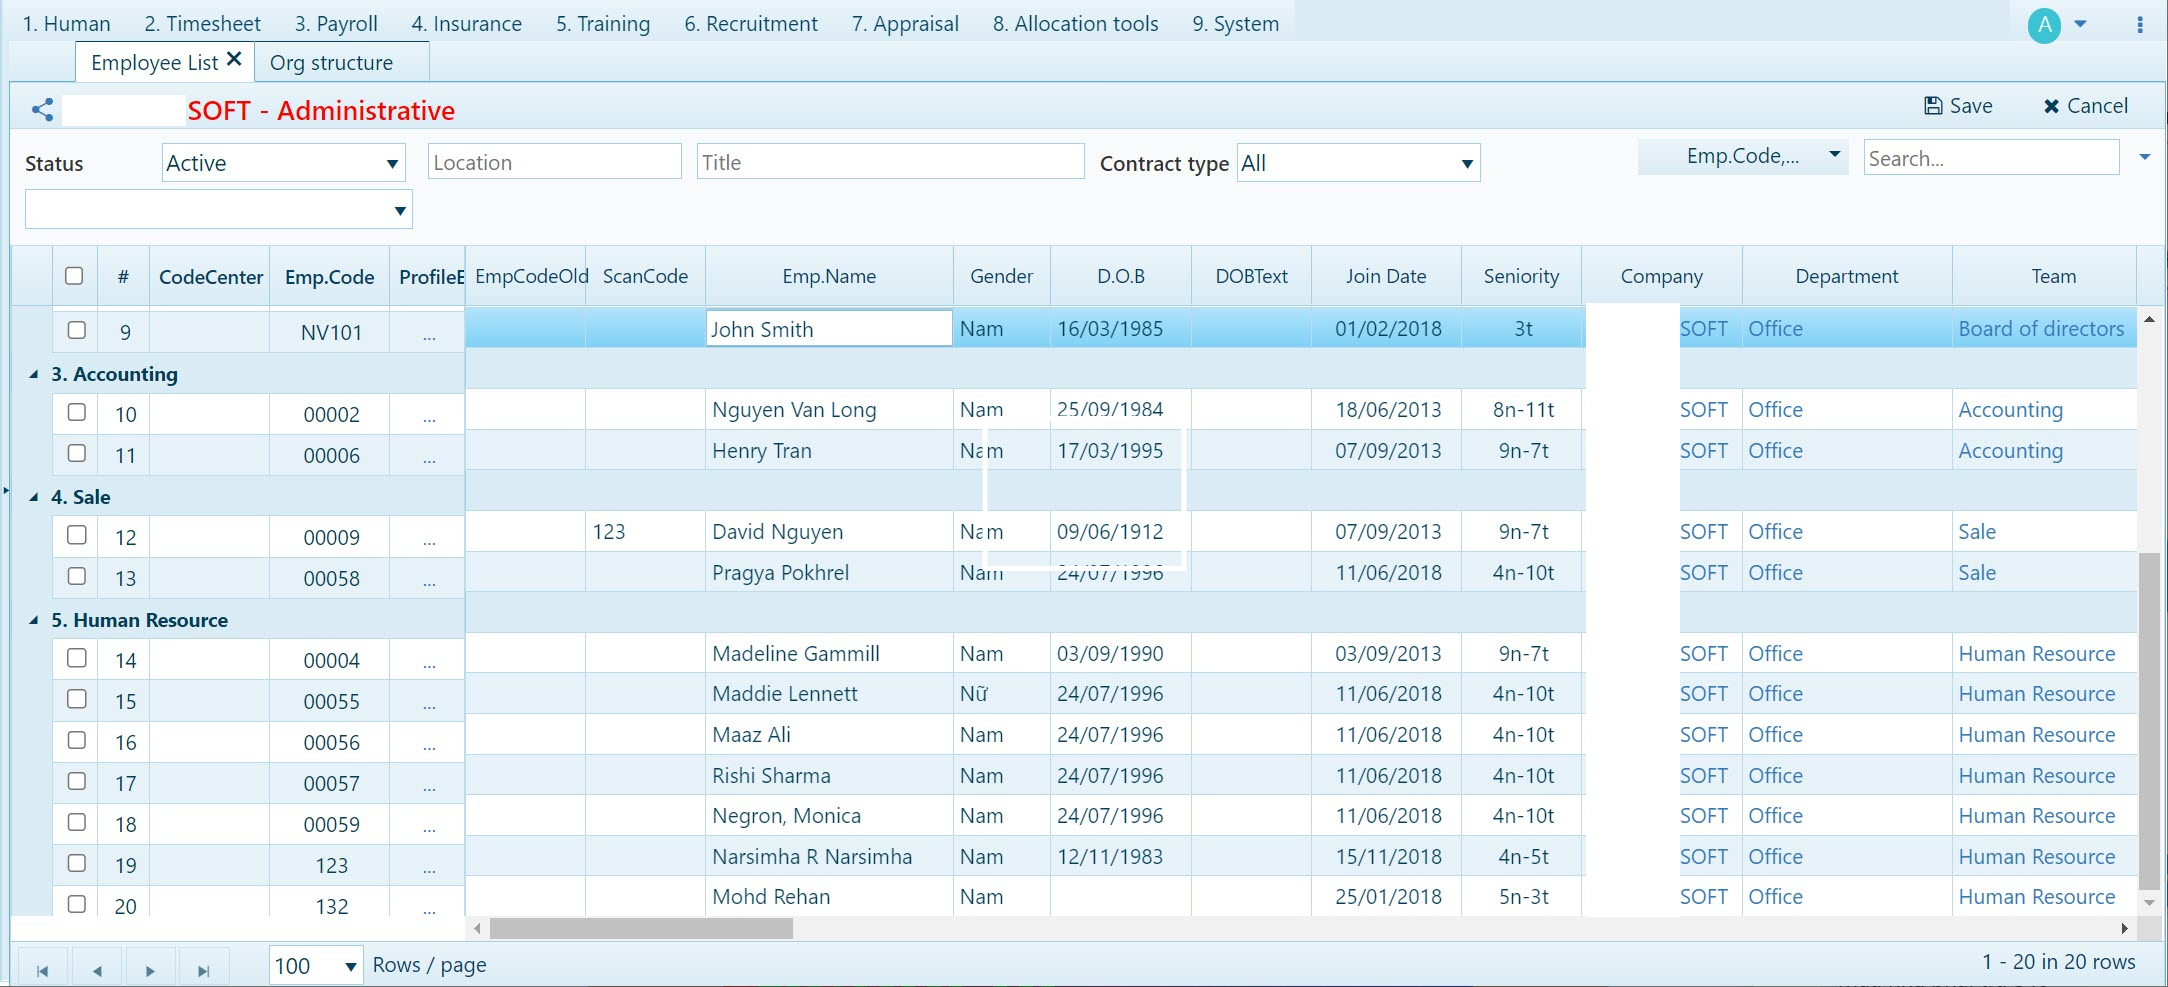 1. Human 2. Timesheet 3. Payroll 4. Insurance 5. Training 6. Recruitment 7. Appraisal 8. Allocation tools 9. System A
Employee List Org structure
SOFT - Administrative Save Cancel
Status Active Location Title Contract type All Emp.Code,... Search...
# CodeCenter Emp.Code ProfileE EmpCodeOld ScanCode Emp.Name Gender D.O.B DOBText Join Date Seniority Company Department Team
9 NV101 ... John Smith Nam 16/03/1985 01/02/2018 3t SOFT Office Board of directors
3. Accounting
10 00002 ... Nguyen Van Long Nam 25/09/1984 18/06/2013 8n-11t SOFT Office Accounting
11 00006 ... Henry Tran Nam 17/03/1995 07/09/2013 9n-7t SOFT Office Accounting
4. Sale
12 00009 ... 123 David Nguyen Nam 09/06/1912 07/09/2013 9n-7t SOFT Office Sale
13 00058 ... Pragya Pokhrel Nam 24/07/1996 11/06/2018 4n-10t SOFT Office Sale
5. Human Resource
14 00004 ... Madeline Gammill Nam 03/09/1990 03/09/2013 9n-7t SOFT Office Human Resource
15 00055 ... Maddie Lennett Nữ 24/07/1996 11/06/2018 4n-10t SOFT Office Human Resource
16 00056 ... Maaz Ali Nam 24/07/1996 11/06/2018 4n-10t SOFT Office Human Resource
17 00057 ... Rishi Sharma Nam 24/07/1996 11/06/2018 4n-10t SOFT Office Human Resource
18 00059 ... Negron, Monica Nam 24/07/1996 11/06/2018 4n-10t SOFT Office Human Resource
19 123 ... Narsimha R Narsimha Nam 12/11/1983 15/11/2018 4n-5t SOFT Office Human Resource
20 132 ... Mohd Rehan Nam 25/01/2018 5n-3t SOFT Office Human Resource
100 Rows / page 1 - 20 in 20 rows